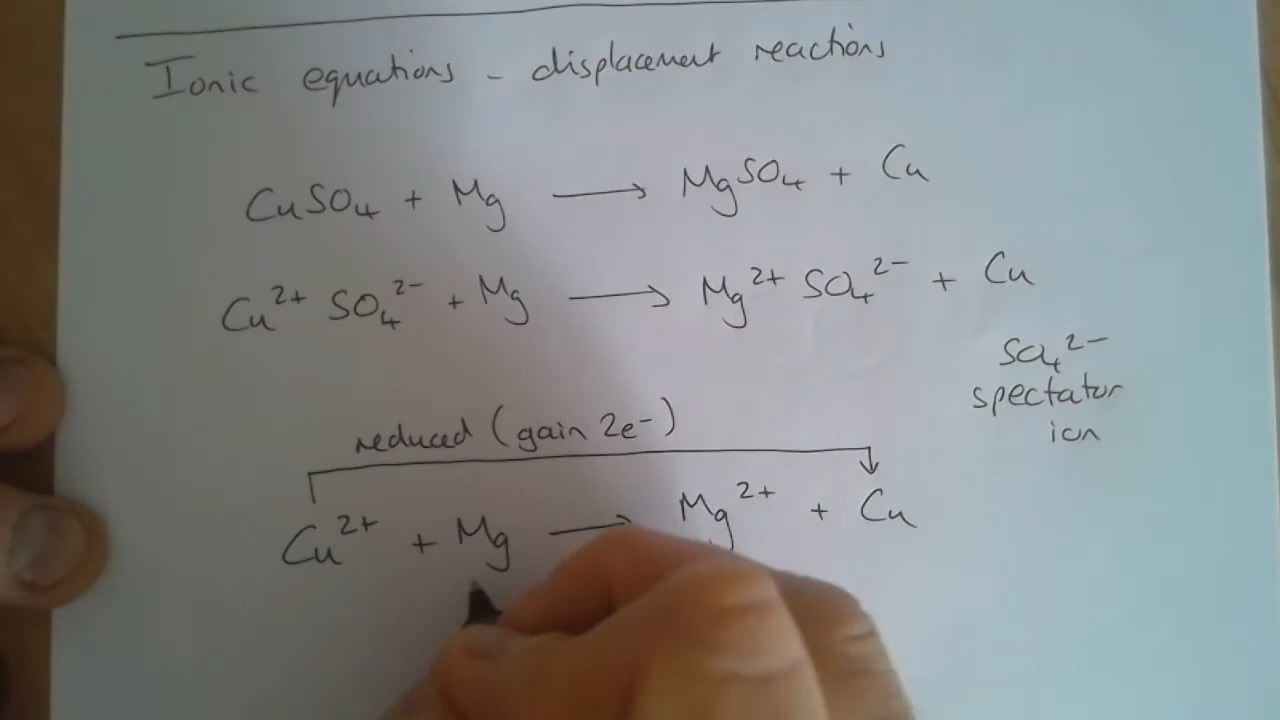 Ionic equations - displacement reactions
CuSO₄ + Mg ⟶ MgSO₄ + Cu
Cu²⁺ SO₄²⁻ + Mg ⟶ Mg²⁺ SO₄²⁻ + Cu
SO₄²⁻
spectator
ion
reduced (gain 2e⁻)
Cu²⁺ + Mg ⟶ Mg²⁺ + Cu